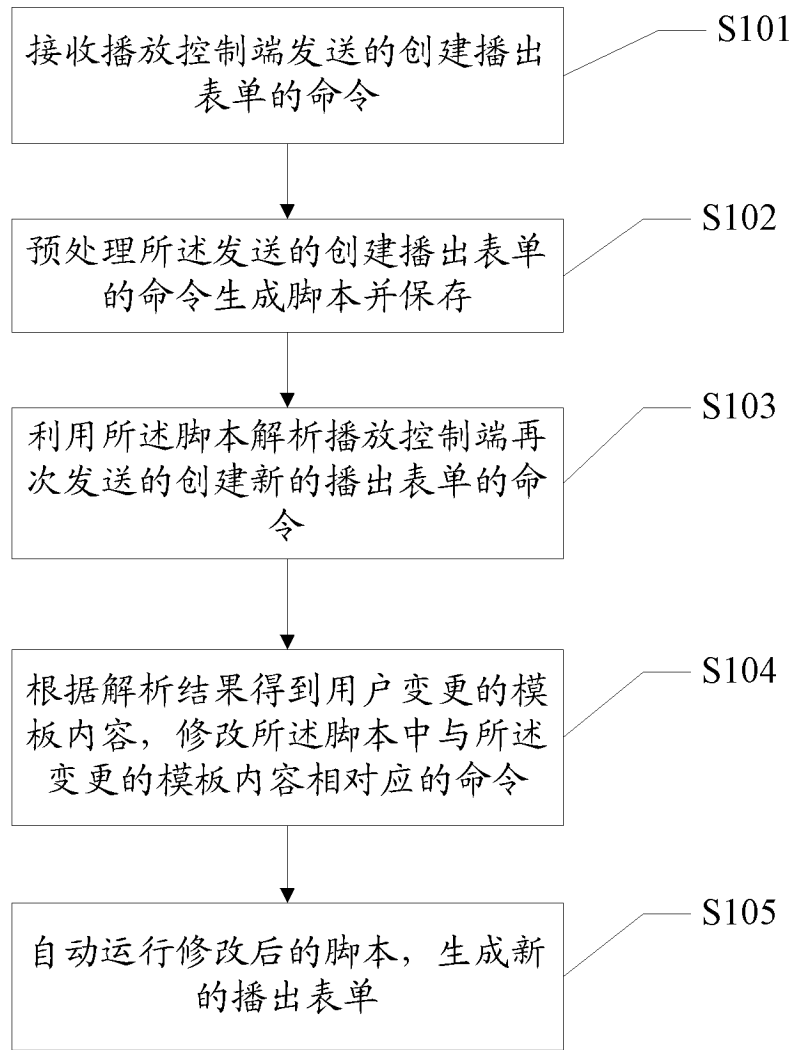 接收播放控制端发送的创建播出
表单的命令
S101
预处理所述发送的创建播出表单
的命令生成脚本并保存
S102
利用所述脚本解析播放控制端再
次发送的创建新的播出表单的命
令
S103
根据解析结果得到用户变更的模
板内容，修改所述脚本中与所述
变更的模板内容相对应的命令
S104
自动运行修改后的脚本，生成新
的播出表单
S105